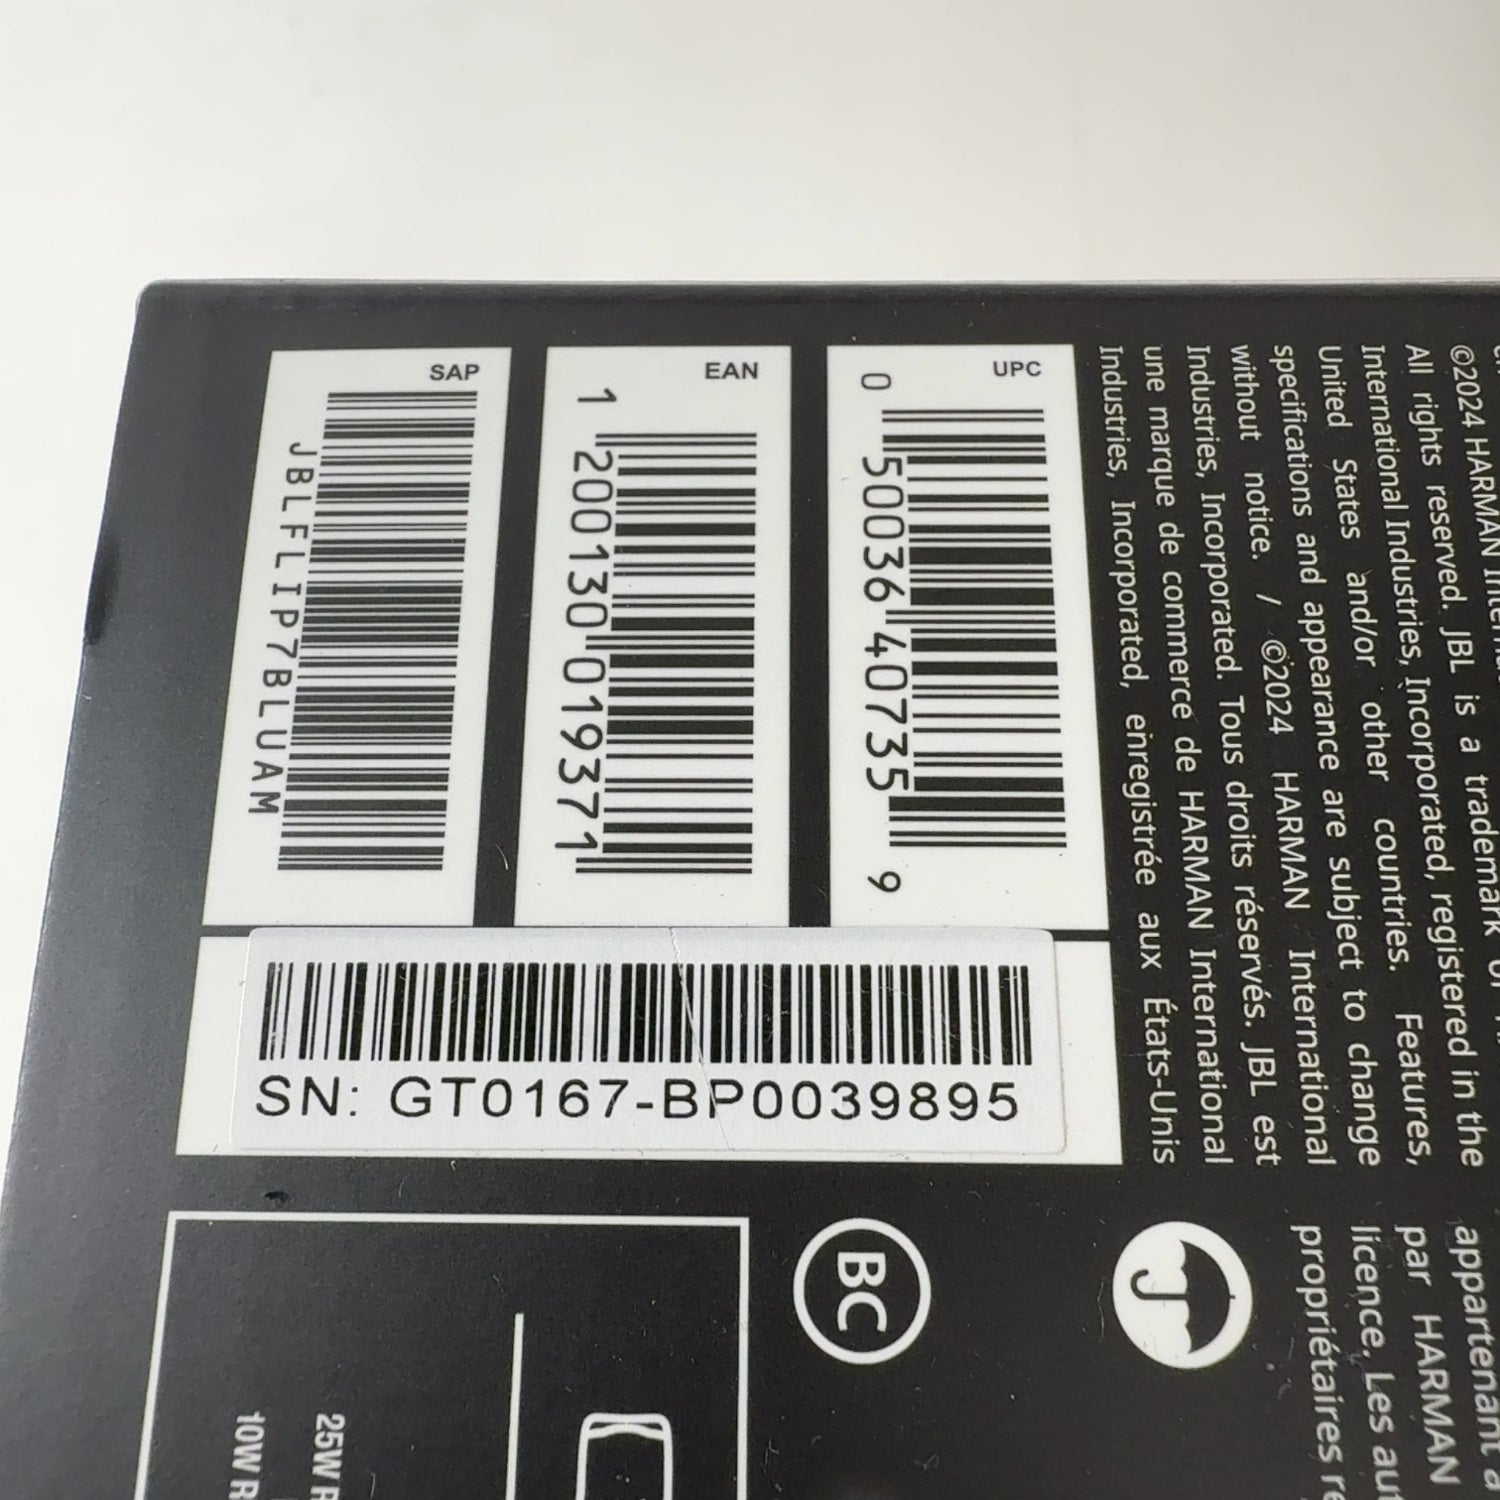 SAP
JBLFLIP7BLUAM
EAN
1 200130 019371
UPC
0 50036 40735 9
SN: GT0167-BP0039895
©2024 HARMAN
All rights reserved. JBL is a trademark
International Industries, Incorporated, registered in the
United States and/or other countries. Features,
specifications and appearance are subject to change
without notice. / ©2024 HARMAN International
Industries, Incorporated. Tous droits réservés. JBL est
une marque de commerce de HARMAN International
Industries, Incorporated, enregistrée aux États-Unis
appartenant
par HARMAN
licence. Les
propriétaires
BC
25W
10W